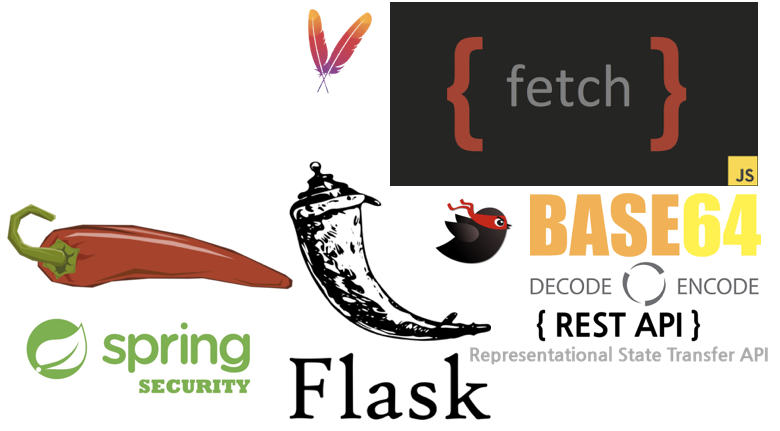 { fetch }
JS
BASE64
DECODE ENCODE
{ REST API }
Representational State Transfer API
spring
SECURITY
Flask